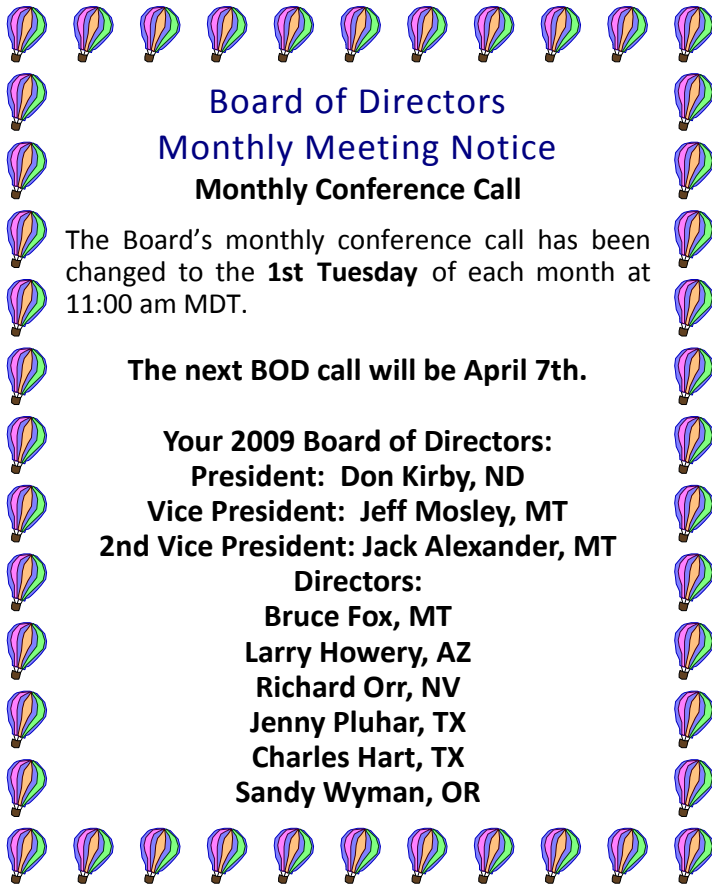 Board of Directors
Monthly Meeting Notice
Monthly Conference Call
The Board’s monthly conference call has been
changed to the 1st Tuesday of each month at
11:00 am MDT.
The next BOD call will be April 7th.
Your 2009 Board of Directors:
President: Don Kirby, ND
Vice President: Jeff Mosley, MT
2nd Vice President: Jack Alexander, MT
Directors:
Bruce Fox, MT
Larry Howery, AZ
Richard Orr, NV
Jenny Pluhar, TX
Charles Hart, TX
Sandy Wyman, OR